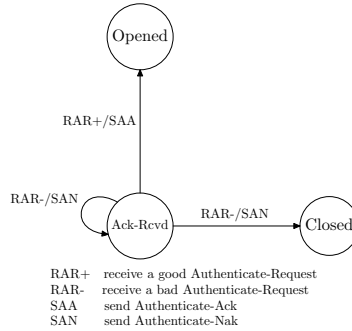 Opened
RAR+/SAA
RAR-/SAN
Ack-Rcvd
RAR-/SAN
Closed
RAR+ receive a good Authenticate-Request
RAR- receive a bad Authenticate-Request
SAA send Authenticate-Ack
SAN send Authenticate-Nak